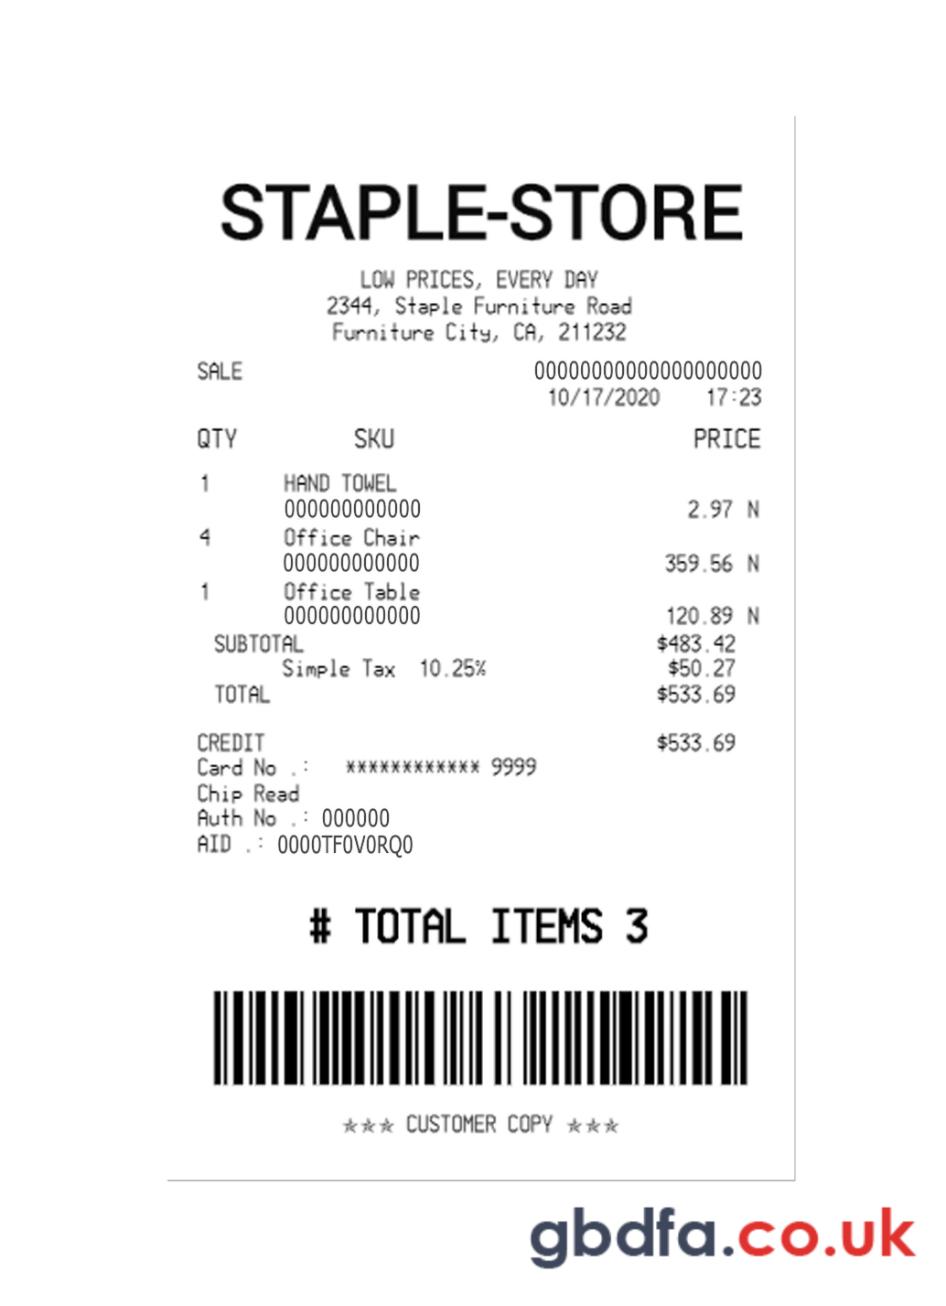 STAPLE-STORE
LOW PRICES, EVERY DAY
2344, Staple Furniture Road
Furniture City, CA, 211232
SALE 00000000000000000000
10/17/2020 17:23
QTY SKU PRICE
1 HAND TOWEL
000000000000 2.97 N
4 Office Chair
000000000000 359.56 N
1 Office Table
000000000000 120.89 N
SUBTOTAL $483.42
Simple Tax 10.25% $50.27
TOTAL $533.69
CREDIT $533.69
Card No .: ************ 9999
Chip Read
Auth No .: 000000
AID .: 0000TF0V0RQ0
# TOTAL ITEMS 3
*** CUSTOMER COPY ***
gbdfa.co.uk